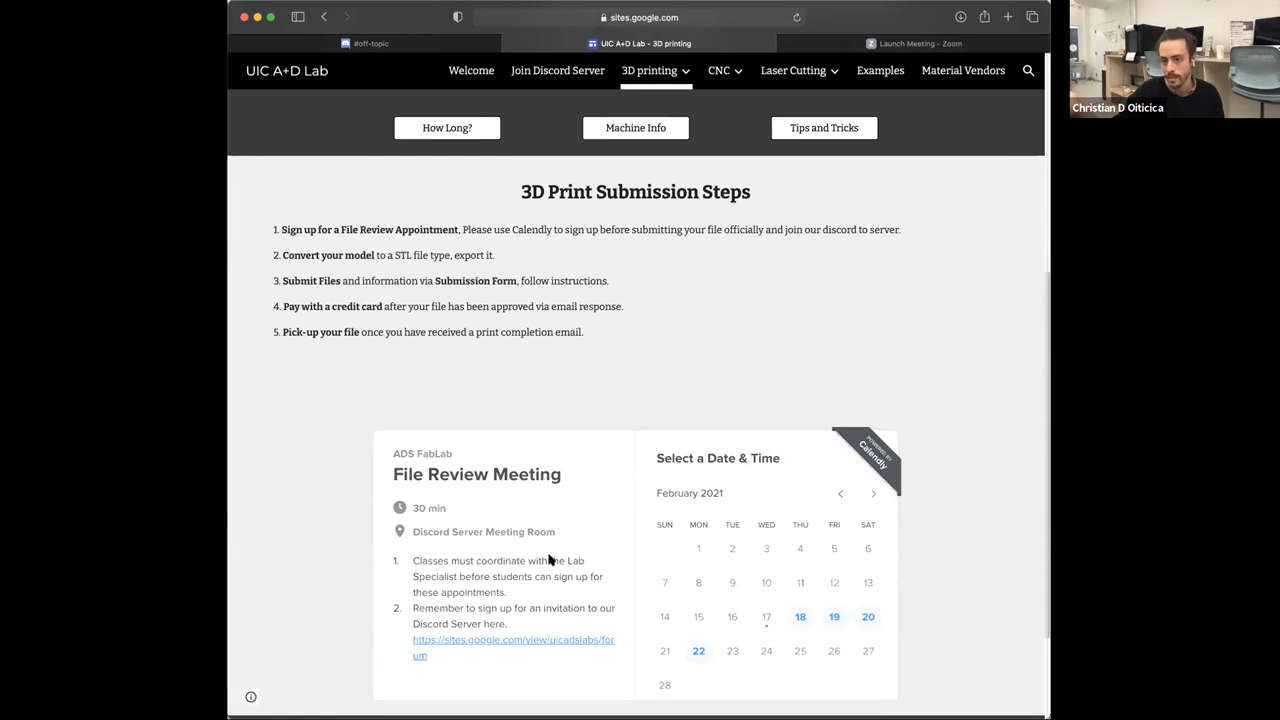 sites.google.com
#off-topic
UIC A+D Lab - 3D printing
Z Launch Meeting - Zoom
UIC A+D Lab
Welcome
Join Discord Server
3D printing
CNC
Laser Cutting
Examples
Material Vendors
Christian D Oiticica
How Long?
Machine Info
Tips and Tricks
3D Print Submission Steps
1. Sign up for a File Review Appointment, Please use Calendly to sign up before submitting your file officially and join our discord to server.
2. Convert your model to a STL file type, export it.
3. Submit Files and information via Submission Form, follow instructions.
4. Pay with a credit card after your file has been approved via email response.
5. Pick-up your file once you have received a print completion email.
ADS FabLab
File Review Meeting
30 min
Discord Server Meeting Room
1. Classes must coordinate with the Lab
Specialist before students can sign up for
these appointments.
2. Remember to sign up for an invitation to our
Discord Server here.
https://sites.google.com/view/uicadslabs/for
um
POWERED BY
Calendly
Select a Date & Time
February 2021
SUN MON TUE WED THU FRI SAT
1 2 3 4 5 6
7 8 9 10 11 12 13
14 15 16 17 18 19 20
21 22 23 24 25 26 27
28